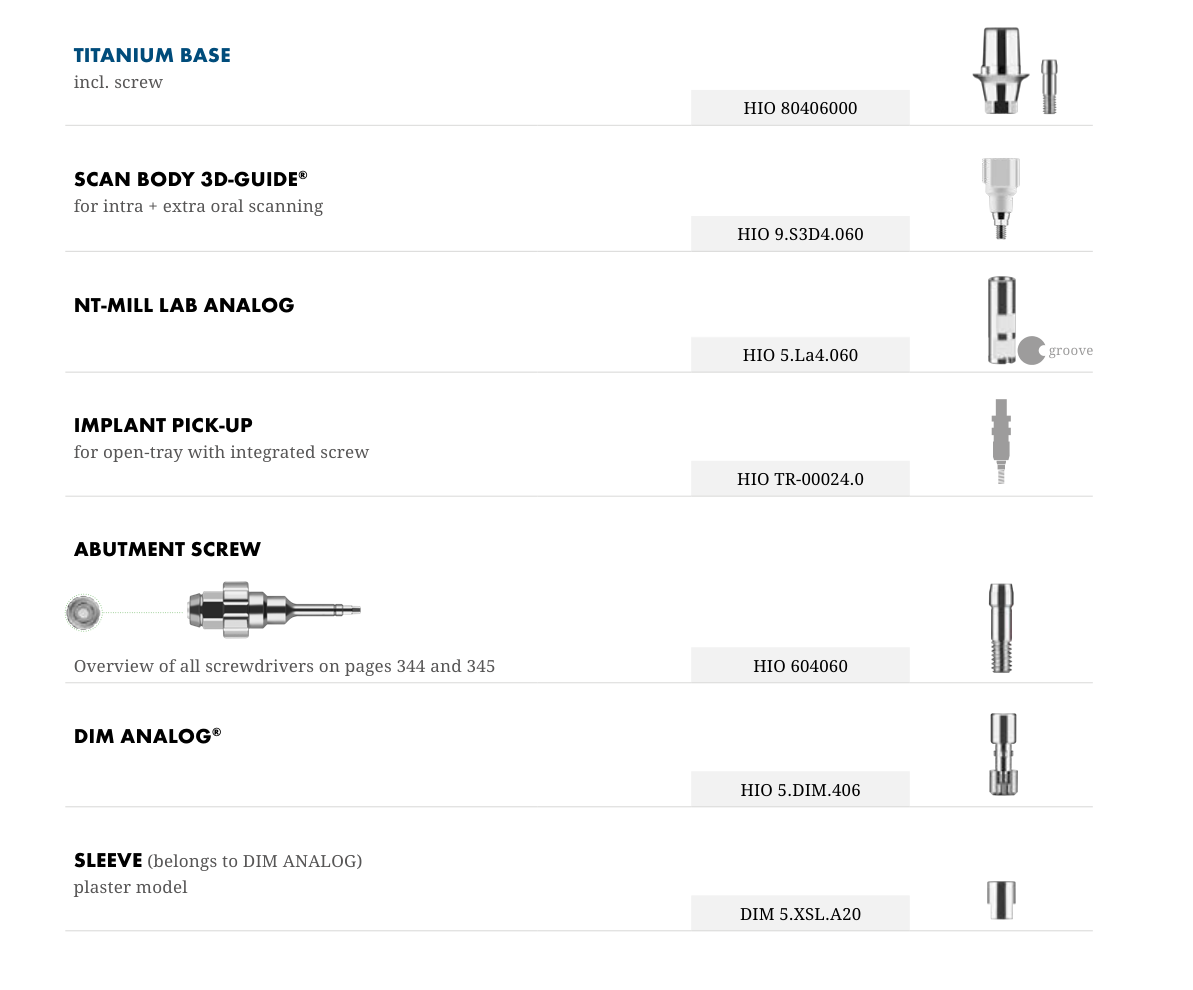 TITANIUM BASE
incl. screw
HIO 80406000
SCAN BODY 3D-GUIDE®
for intra + extra oral scanning
HIO 9.S3D4.060
NT-MILL LAB ANALOG
HIO 5.La4.060
groove
IMPLANT PICK-UP
for open-tray with integrated screw
HIO TR-00024.0
ABUTMENT SCREW
Overview of all screwdrivers on pages 344 and 345
HIO 604060
DIM ANALOG®
HIO 5.DIM.406
SLEEVE (belongs to DIM ANALOG)
plaster model
DIM 5.XSL.A20